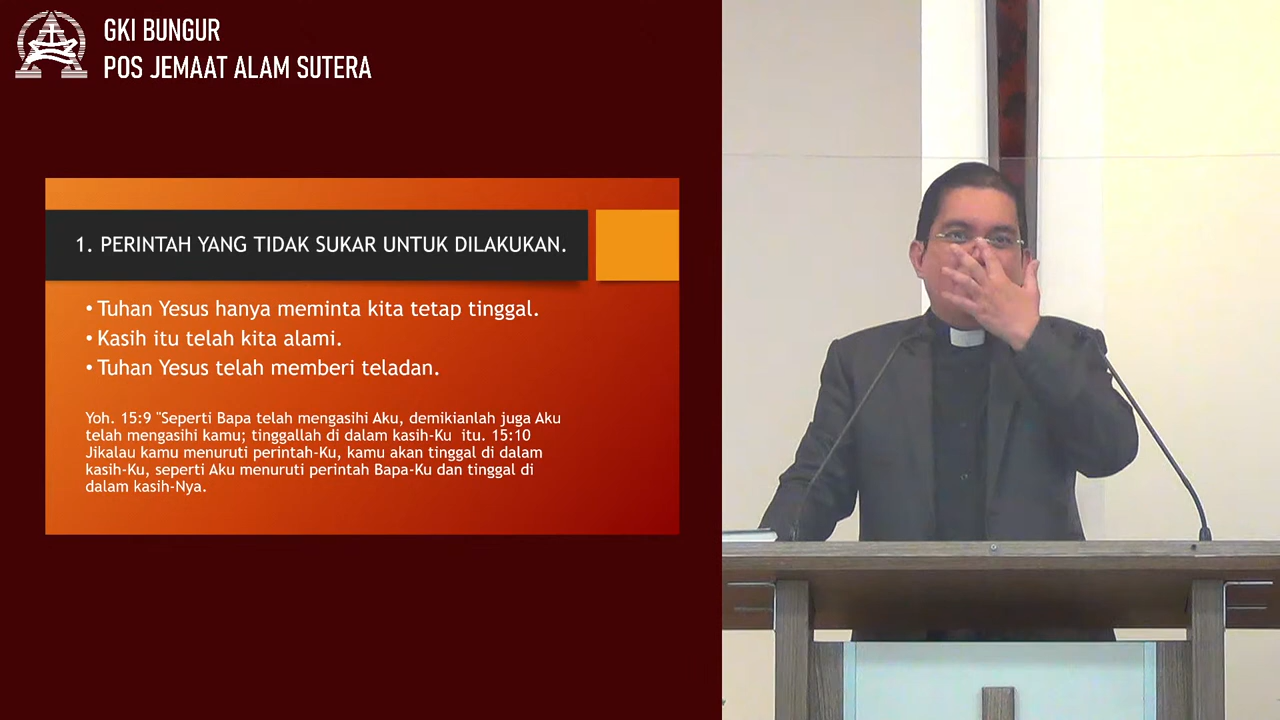 GKI BUNGUR
POS JEMAAT ALAM SUTERA
1. PERINTAH YANG TIDAK SUKAR UNTUK DILAKUKAN.
• Tuhan Yesus hanya meminta kita tetap tinggal.
• Kasih itu telah kita alami.
• Tuhan Yesus telah memberi teladan.
Yoh. 15:9 "Seperti Bapa telah mengasihi Aku, demikianlah juga Aku
telah mengasihi kamu; tinggallah di dalam kasih-Ku itu. 15:10
Jikalau kamu menuruti perintah-Ku, kamu akan tinggal di dalam
kasih-Ku, seperti Aku menuruti perintah Bapa-Ku dan tinggal di
dalam kasih-Nya.